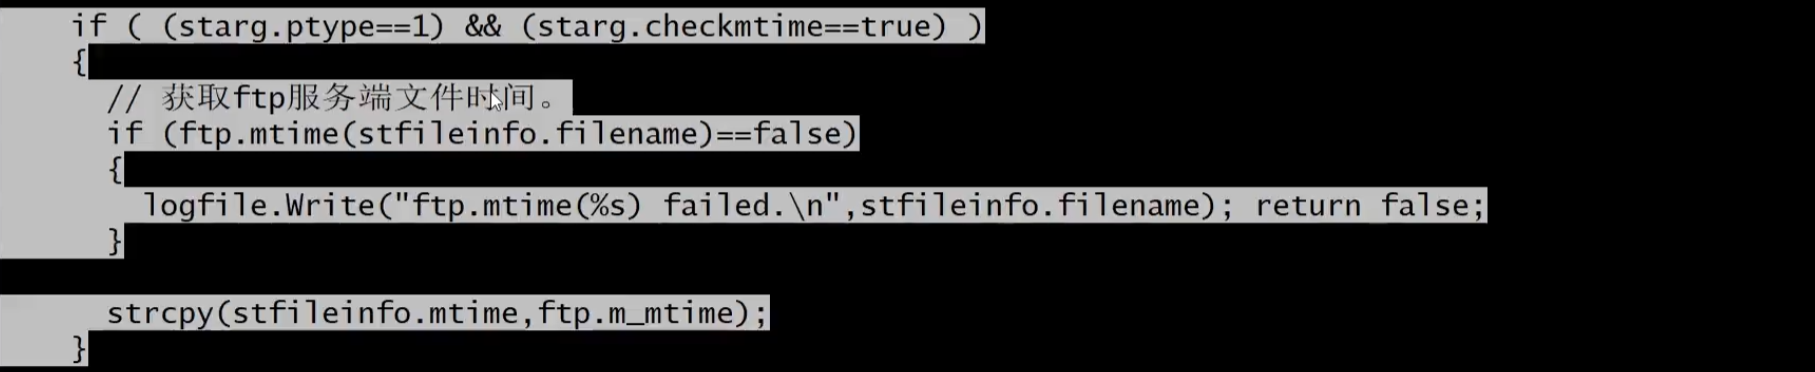 if ( (starg.ptype==1) && (starg.checkmtime==true) )
{
// 获取ftp服务端文件时间。
if (ftp.mtime(stfileinfo.filename)==false)
{
logfile.Write("ftp.mtime(%s) failed.\n",stfileinfo.filename); return false;
}
strcpy(stfileinfo.mtime,ftp.m_mtime);
}